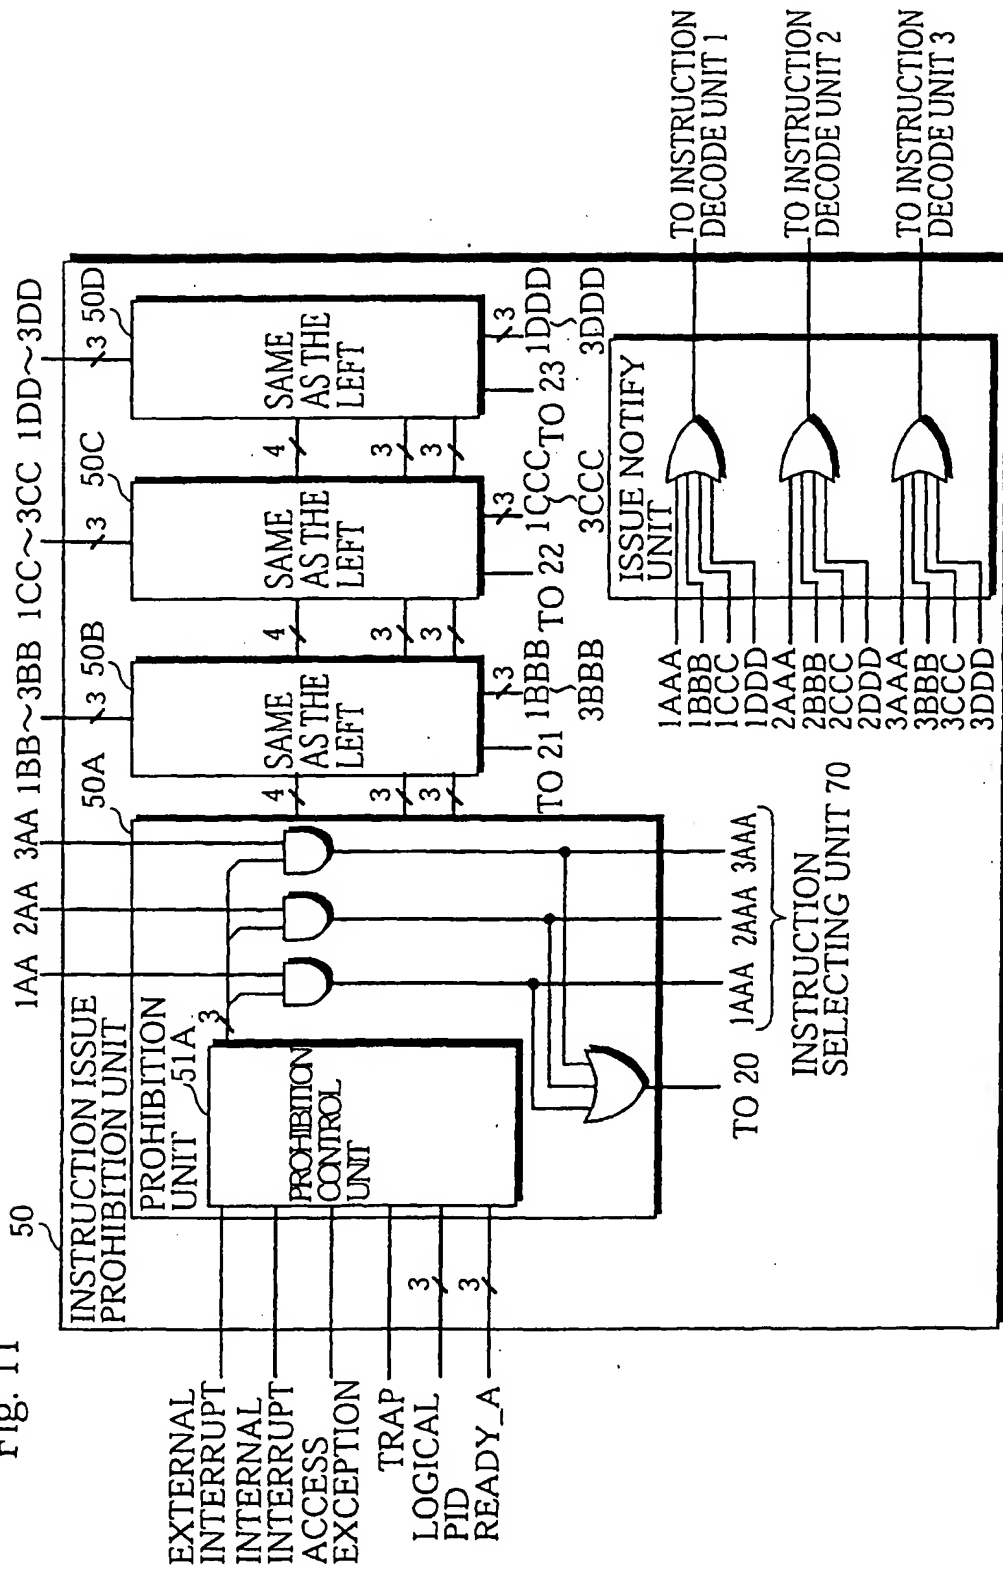 Fig. 11
50
INSTRUCTION ISSUE
PROHIBITION UNIT
1AA
2AA
3AA
1BB~3BB
1CC~3CC
1DD~3DD
3
3
3
50A
50B
50C
50D
PROHIBITION
UNIT
51A
3
PROHIBITION
CONTROL
UNIT
SAME
AS THE
LEFT
SAME
AS THE
LEFT
SAME
AS THE
LEFT
4
3
3
4
3
3
4
3
3
EXTERNAL
INTERRUPT
INTERNAL
INTERRUPT
ACCESS
EXCEPTION
TRAP
LOGICAL
PID
READY_A
3
3
TO 20
1AAA
2AAA
3AAA
INSTRUCTION
SELECTING UNIT 70
TO 21
3
1BBB
3BBB
TO 22
3
1CCC
3CCC
TO 23
3
1DDD
3DDD
ISSUE NOTIFY
UNIT
1AAA
1BBB
1CCC
1DDD
2AAA
2BBB
2CCC
2DDD
3AAA
3BBB
3CCC
3DDD
TO INSTRUCTION
DECODE UNIT 1
TO INSTRUCTION
DECODE UNIT 2
TO INSTRUCTION
DECODE UNIT 3